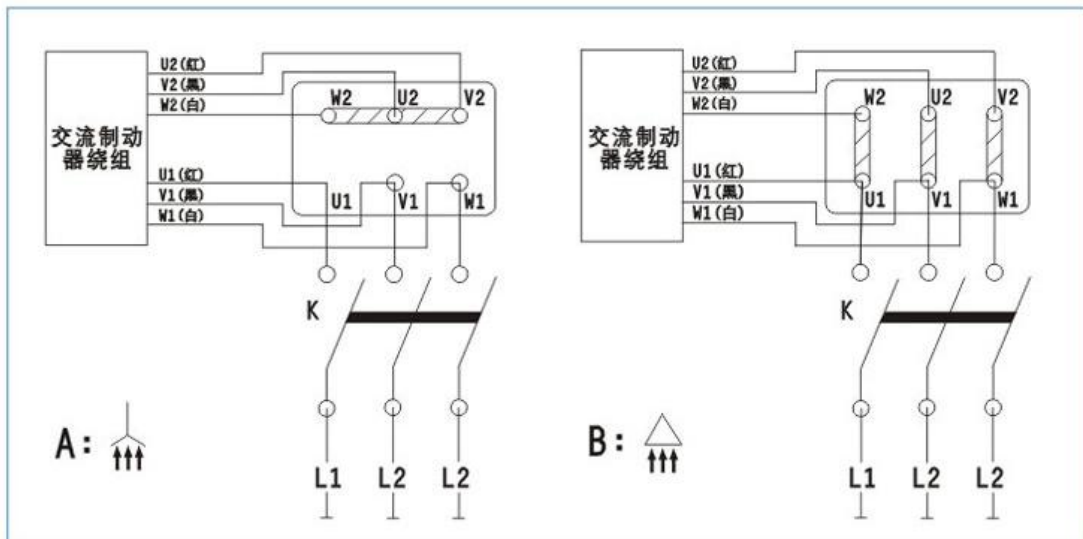 U2(红)
V2(黑)
W2(白)
W2 U2 V2
交流制动
器绕组
U1(红)
V1(黑)
W1(白)
U1 V1 W1
K
A:
L1 L2 L2
U2(红)
V2(黑)
W2(白)
W2 U2 V2
交流制动
器绕组
U1(红)
V1(黑)
W1(白)
U1 V1 W1
K
B:
L1 L2 L2